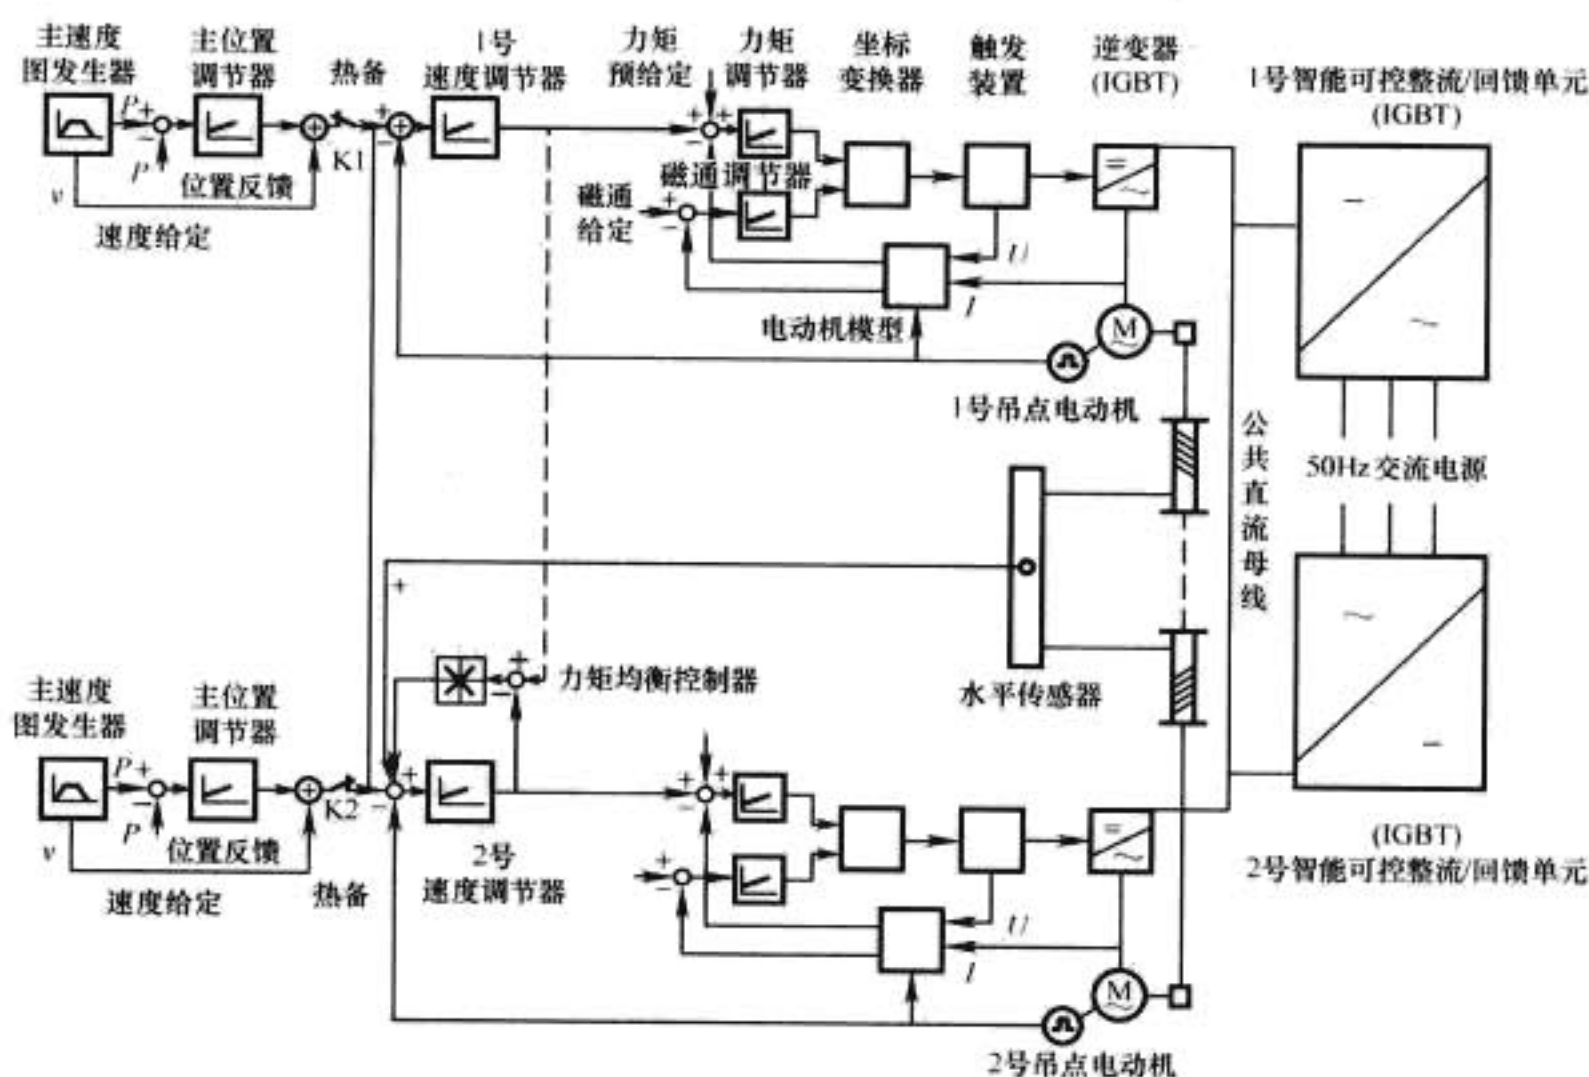 主速度
图发生器
主位置
调节器
热备
1号
速度调节器
力矩
预给定
力矩
调节器
坐标
变换器
触发
装置
逆变器
(IGBT)
1号智能可控整流/回馈单元
(IGBT)
P
+
−
P
+
K1
+
−
位置反馈
v
速度给定
+
−
+
磁通调节器
磁通
给定
+
−
=
~
−
~
U
I
电动机模型
M
~
1号吊点电动机
公共直流母线
50Hz交流电源
+
水平传感器
+
−
力矩均衡控制器
主速度
图发生器
主位置
调节器
P
+
−
P
+
K2
+
−
位置反馈
v
速度给定
热备
2号
速度调节器
+
−
+
+
−
=
~
~
−
(IGBT)
2号智能可控整流/回馈单元
U
I
M
~
2号吊点电动机